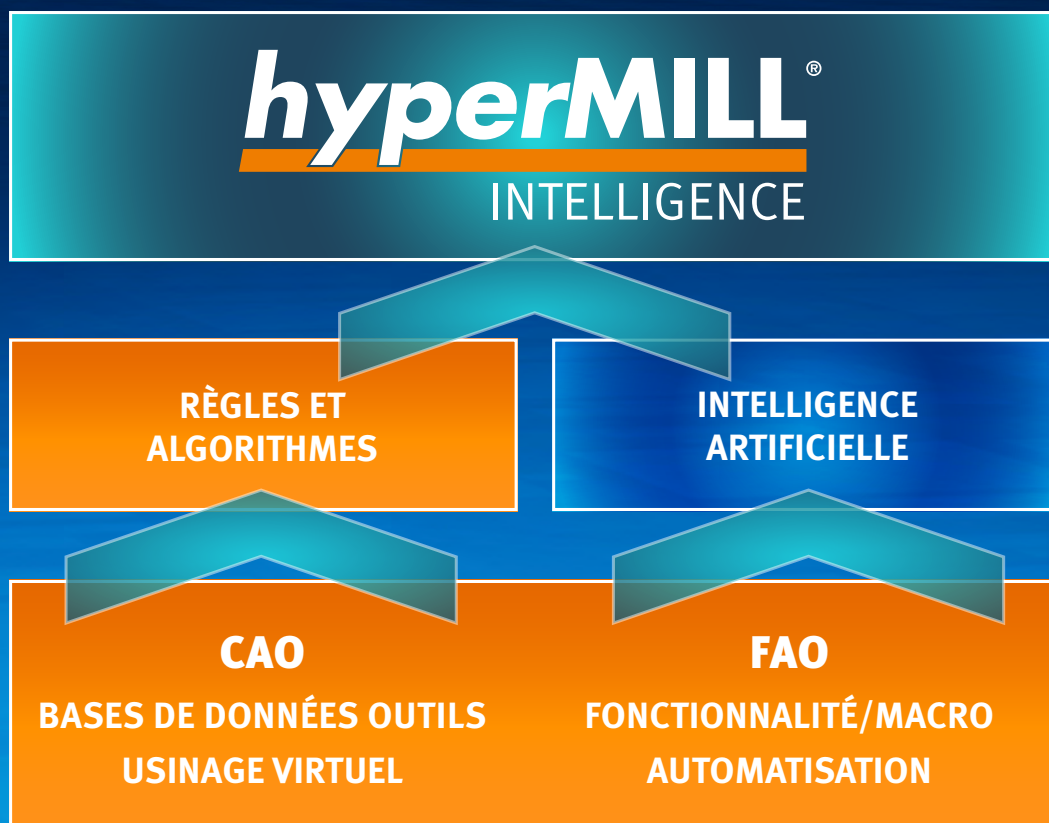 hyperMILL®
INTELLIGENCE
RÈGLES ET
ALGORITHMES
INTELLIGENCE
ARTIFICIELLE
CAO
BASES DE DONNÉES OUTILS
USINAGE VIRTUEL
FAO
FONCTIONNALITÉ/MACRO
AUTOMATISATION